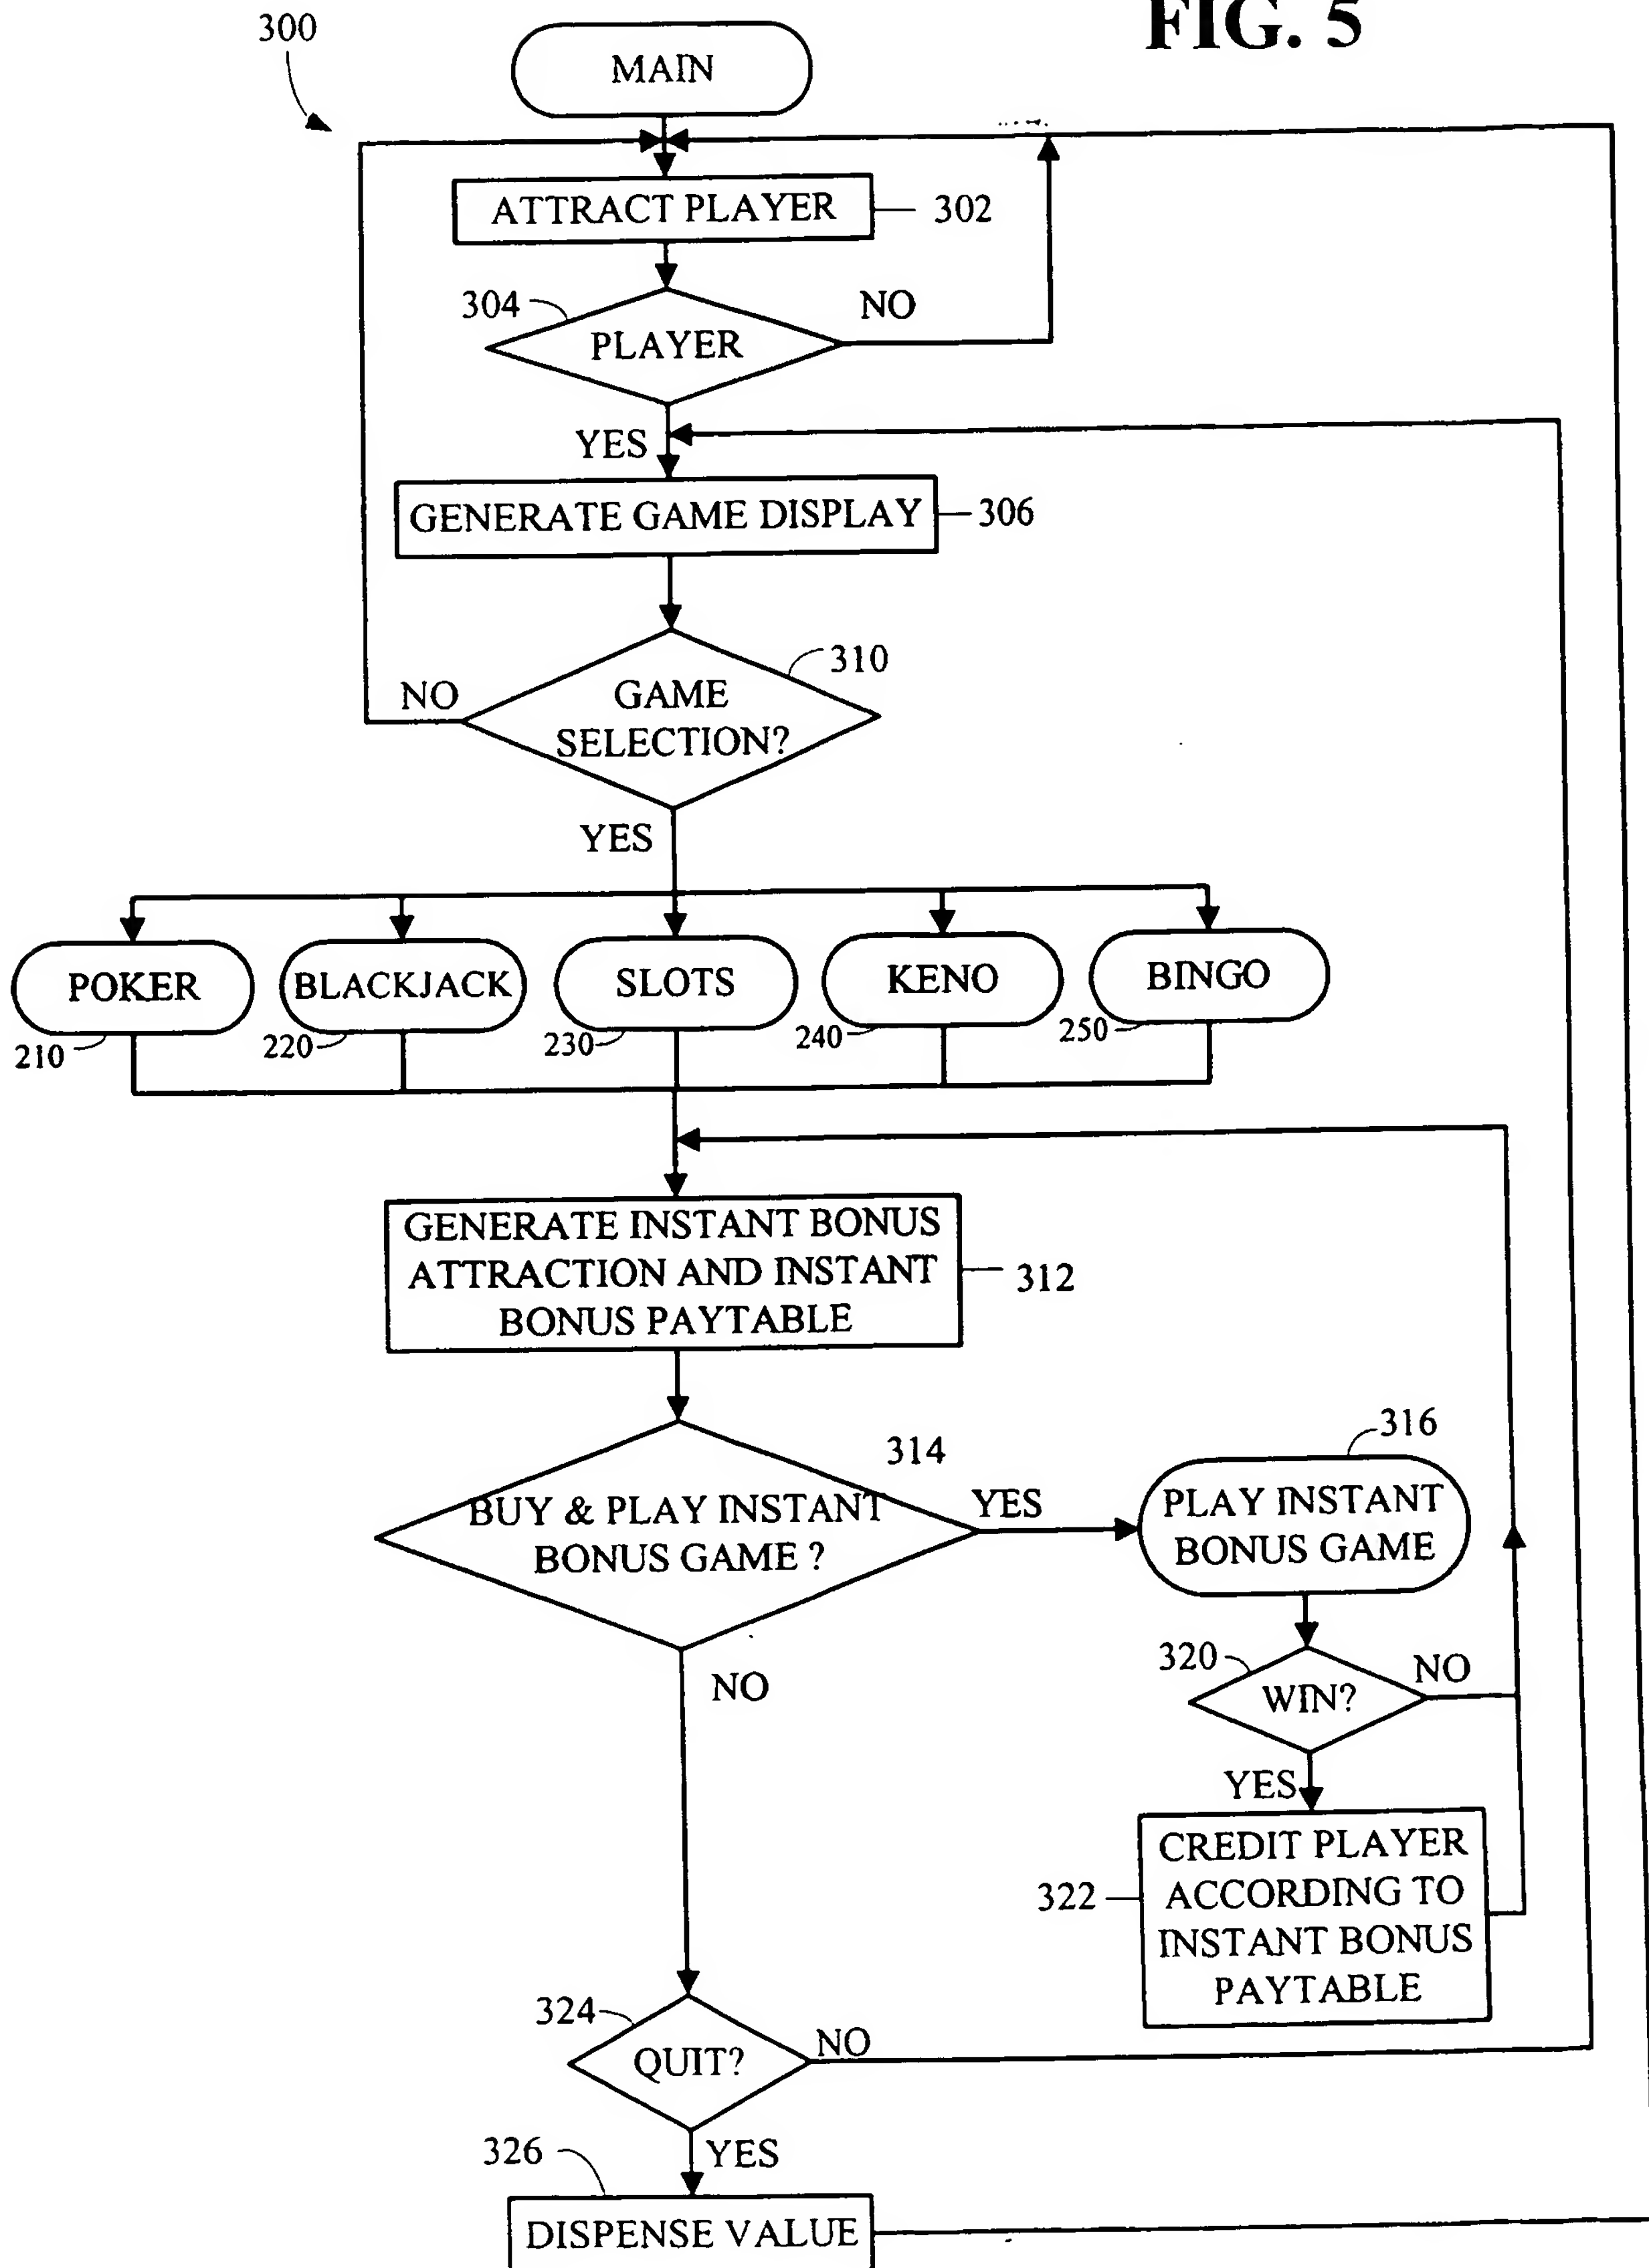 FIG. 5
300
MAIN
ATTRACT PLAYER
302
304
PLAYER
NO
YES
GENERATE GAME DISPLAY
306
310
GAME
SELECTION?
NO
YES
POKER
BLACKJACK
SLOTS
KENO
BINGO
210
220
230
240
250
GENERATE INSTANT BONUS
ATTRACTION AND INSTANT
BONUS PAYTABLE
312
314
BUY & PLAY INSTANT
BONUS GAME ?
YES
316
PLAY INSTANT
BONUS GAME
NO
320
WIN?
NO
YES
322
CREDIT PLAYER
ACCORDING TO
INSTANT BONUS
PAYTABLE
324
QUIT?
NO
YES
326
DISPENSE VALUE